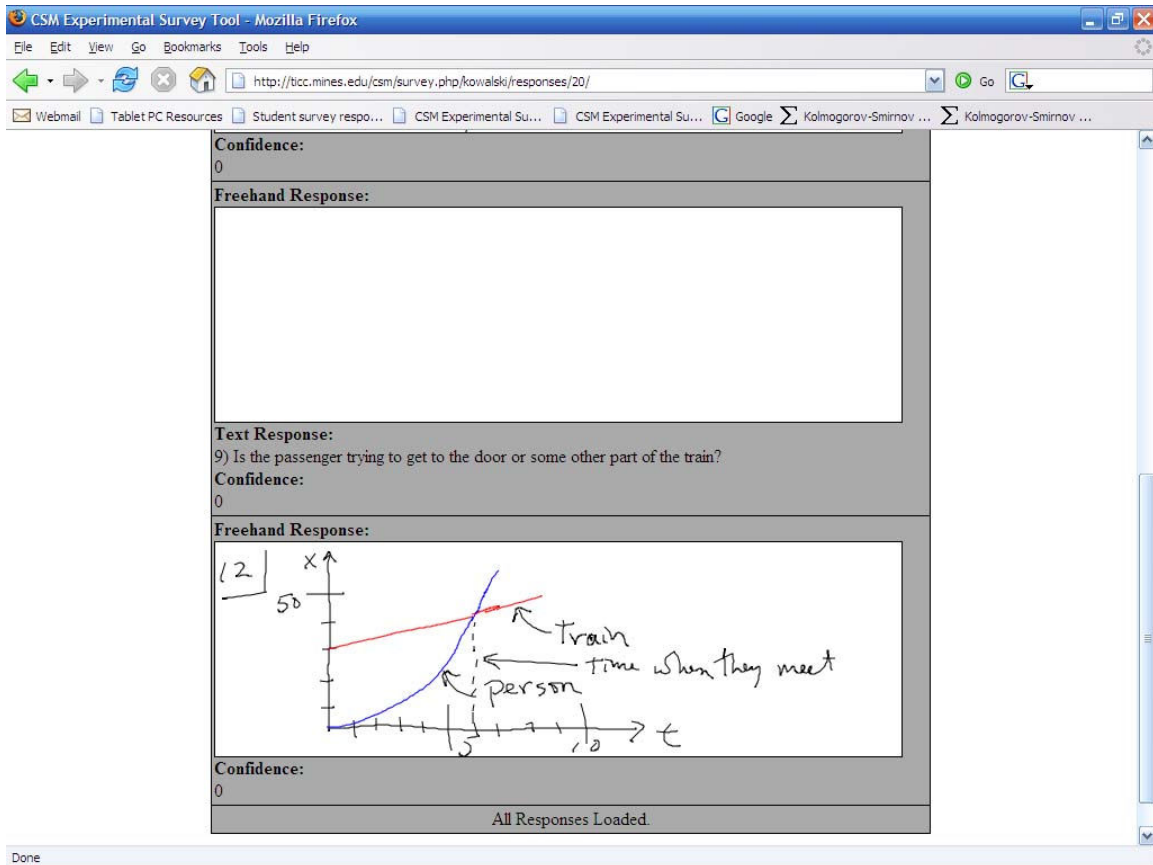 CSM Experimental Survey Tool - Mozilla Firefox
File Edit View Go Bookmarks Tools Help
http://ticc.mines.edu/csm/survey.php/kowalski/responses/20/
Go
G
Webmail Tablet PC Resources Student survey respo... CSM Experimental Su... CSM Experimental Su... G Google Σ Kolmogorov-Smirnov ... Σ Kolmogorov-Smirnov ...
Confidence:
0
Freehand Response:
Text Response:
9) Is the passenger trying to get to the door or some other part of the train?
Confidence:
0
Freehand Response:
12
x
50
Train
Time when they meet
person
5
10
t
Confidence:
0
All Responses Loaded.
Done